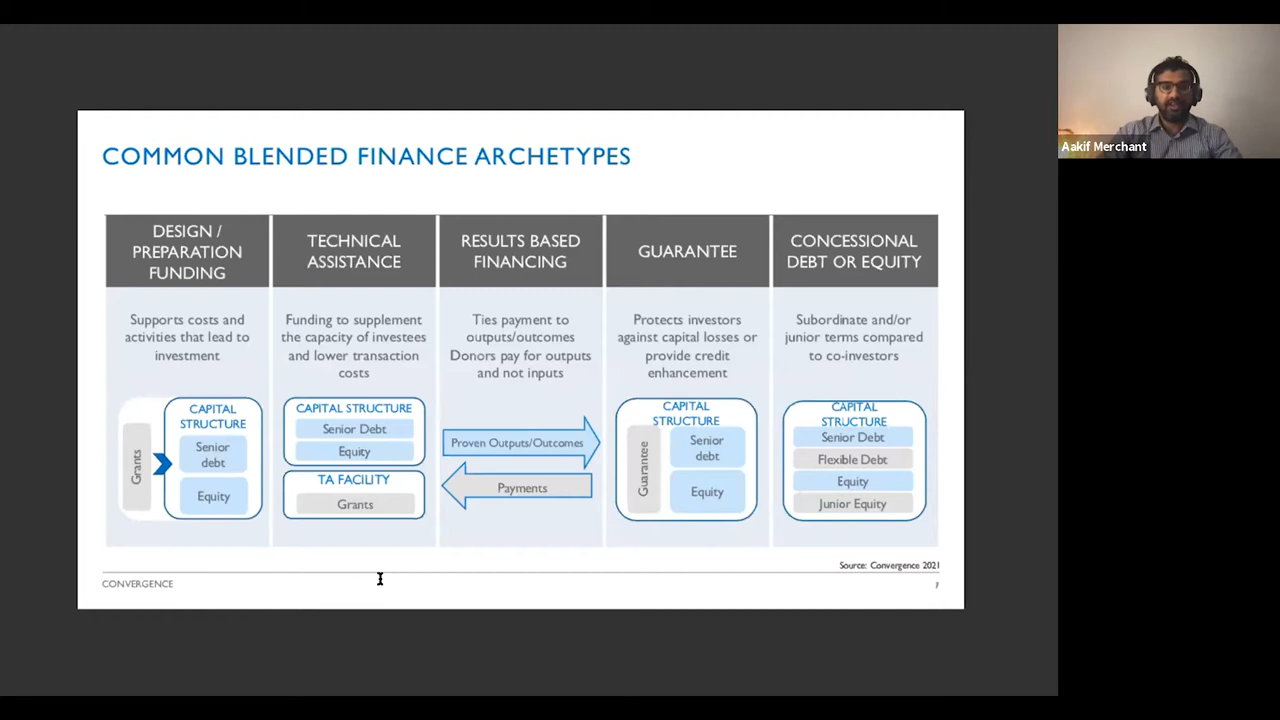 COMMON BLENDED FINANCE ARCHETYPES
DESIGN /
PREPARATION
FUNDING
Supports costs and
activities that lead to
investment
Grants
CAPITAL
STRUCTURE
Senior
debt
Equity
TECHNICAL
ASSISTANCE
Funding to supplement
the capacity of investees
and lower transaction
costs
CAPITAL STRUCTURE
Senior Debt
Equity
TA FACILITY
Grants
RESULTS BASED
FINANCING
Ties payment to
outputs/outcomes
Donors pay for outputs
and not inputs
Proven Outputs/Outcomes
Payments
GUARANTEE
Protects investors
against capital losses or
provide credit
enhancement
CAPITAL
STRUCTURE
Guarantee
Senior
debt
Equity
CONCESSIONAL
DEBT OR EQUITY
Subordinate and/or
junior terms compared
to co-investors
CAPITAL
STRUCTURE
Senior Debt
Flexible Debt
Equity
Junior Equity
Source: Convergence 2021
CONVERGENCE
Aakif Merchant